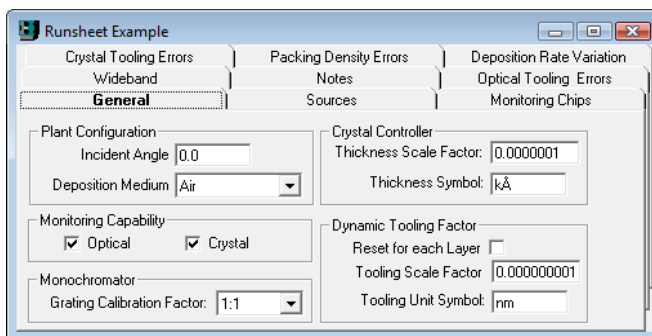 Runsheet Example
Crystal Tooling Errors Packing Density Errors Deposition Rate Variation
Wideband Notes Optical Tooling Errors
General Sources Monitoring Chips
Plant Configuration
Incident Angle 0.0
Deposition Medium Air
Monitoring Capability
Optical Crystal
Monochromator
Grating Calibration Factor: 1:1
Crystal Controller
Thickness Scale Factor: 0.0000001
Thickness Symbol: kÅ
Dynamic Tooling Factor
Reset for each Layer
Tooling Scale Factor 0.000000001
Tooling Unit Symbol: nm